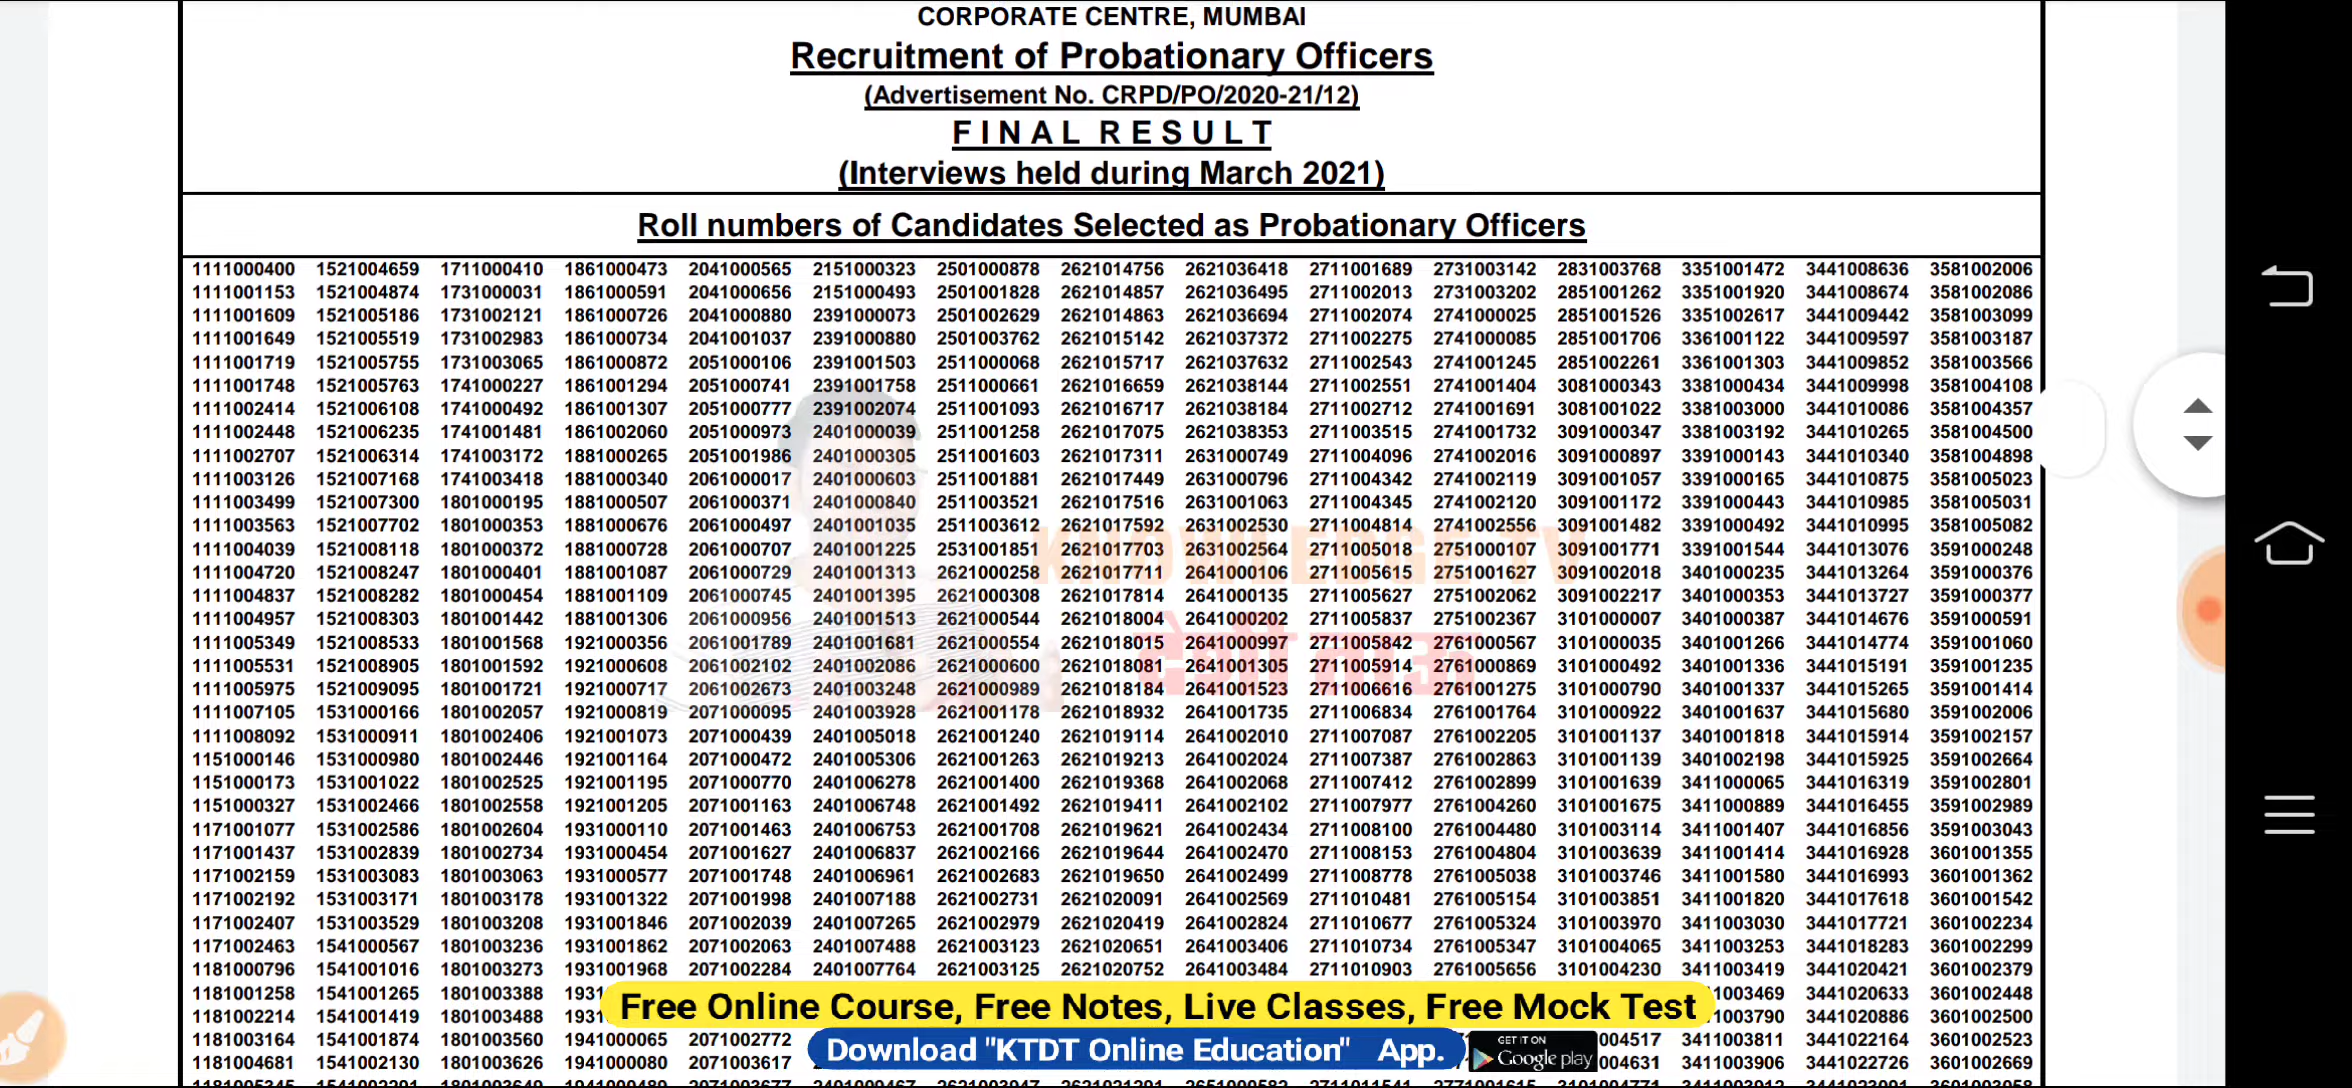 CORPORATE CENTRE, MUMBAI
Recruitment of Probationary Officers
(Advertisement No. CRPD/PO/2020-21/12)
FINAL RESULT
(Interviews held during March 2021)
Roll numbers of Candidates Selected as Probationary Officers
1111000400 1521004659 1711000410 1861000473 2041000565 2151000323 2501000878 2621014756 2621036418 2711001689 2731003142 2831003768 3351001472 3441008636 3581002006
1111001153 1521004874 1731000031 1861000591 2041000656 2151000493 2501001828 2621014857 2621036495 2711002013 2731003202 2851001262 3351001920 3441008674 3581002086
1111001609 1521005186 1731002121 1861000726 2041000880 2391000073 2501002629 2621014863 2621036694 2711002074 2741000025 2851001526 3351002617 3441009442 3581003099
1111001649 1521005519 1731002983 1861000734 2041001037 2391000880 2501003762 2621015142 2621037372 2711002275 2741000085 2851001706 3361001122 3441009597 3581003187
1111001719 1521005755 1731003065 1861000872 2051000106 2391001503 2511000068 2621015717 2621037632 2711002543 2741001245 2851002261 3361001303 3441009852 3581003566
1111001748 1521005763 1741000227 1861001294 2051000741 2391001758 2511000661 2621016659 2621038144 2711002551 2741001404 3081000343 3381000434 3441009998 3581004108
1111002414 1521006108 1741000492 1861001307 2051000777 2391002074 2511001093 2621016717 2621038184 2711002712 2741001691 3081001022 3381003000 3441010086 3581004357
1111002448 1521006235 1741001481 1861002060 2051000973 2401000039 2511001258 2621017075 2621038353 2711003515 2741001732 3091000347 3381003192 3441010265 3581004500
1111002707 1521006314 1741003172 1881000265 2051001986 2401000305 2511001603 2621017311 2631000749 2711004096 2741002016 3091000897 3391000143 3441010340 3581004898
1111003126 1521007168 1741003418 1881000340 2061000017 2401000603 2511001881 2621017449 2631000796 2711004342 2741002119 3091001057 3391000165 3441010875 3581005023
1111003499 1521007300 1801000195 1881000507 2061000371 2401000840 2511003521 2621017516 2631001063 2711004345 2741002120 3091001172 3391000443 3441010985 3581005031
1111003563 1521007702 1801000353 1881000676 2061000497 2401001035 2511003612 2621017592 2631002530 2711004814 2741002556 3091001482 3391000492 3441010995 3581005082
1111004039 1521008118 1801000372 1881000728 2061000707 2401001225 2531001851 2621017703 2631002564 2711005018 2751000107 3091001771 3391001544 3441013076 3591000248
KNOWLEDGE TV
1111004720 1521008247 1801000401 1881001087 2061000729 2401001313 2621000258 2621017711 2641000106 2711005615 2751001627 3091002018 3401000235 3441013264 3591000376
1111004837 1521008282 1801000454 1881001109 2061000745 2401001395 2621000308 2621017814 2641000135 2711005627 2751002062 3091002217 3401000353 3441013727 3591000377
1111004957 1521008303 1801001442 1881001306 2061000956 2401001513 2621000544 2621018004 2641000202 2711005837 2751002367 3101000007 3401000387 3441014676 3591000591
1111005349 1521008533 1801001568 1921000356 2061001789 2401001681 2621000554 2621018015 2641000997 2711005842 2761000567 3101000035 3401001266 3441014774 3591001060
देशी ताऊ
1111005531 1521008905 1801001592 1921000608 2061002102 2401002086 2621000600 2621018081 2641001305 2711005914 2761000869 3101000492 3401001336 3441015191 3591001235
1111005975 1521009095 1801001721 1921000717 2061002673 2401003248 2621000989 2621018184 2641001523 2711006616 2761001275 3101000790 3401001337 3441015265 3591001414
1111007105 1531000166 1801002057 1921000819 2071000095 2401003928 2621001178 2621018932 2641001735 2711006834 2761001764 3101000922 3401001637 3441015680 3591002006
1111008092 1531000911 1801002406 1921001073 2071000439 2401005018 2621001240 2621019114 2641002010 2711007087 2761002205 3101001137 3401001818 3441015914 3591002157
1151000146 1531000980 1801002446 1921001164 2071000472 2401005306 2621001263 2621019213 2641002024 2711007387 2761002863 3101001139 3401002198 3441015925 3591002664
1151000173 1531001022 1801002525 1921001195 2071000770 2401006278 2621001400 2621019368 2641002068 2711007412 2761002899 3101001639 3411000065 3441016319 3591002801
1151000327 1531002466 1801002558 1921001205 2071001163 2401006748 2621001492 2621019411 2641002102 2711007977 2761004260 3101001675 3411000889 3441016455 3591002989
1171001077 1531002586 1801002604 1931000110 2071001463 2401006753 2621001708 2621019621 2641002434 2711008100 2761004480 3101003114 3411001407 3441016856 3591003043
1171001437 1531002839 1801002734 1931000454 2071001627 2401006837 2621002166 2621019644 2641002470 2711008153 2761004804 3101003639 3411001414 3441016928 3601001355
1171002159 1531003083 1801003063 1931000577 2071001748 2401006961 2621002683 2621019650 2641002499 2711008778 2761005038 3101003746 3411001580 3441016993 3601001362
1171002192 1531003171 1801003178 1931001322 2071001998 2401007188 2621002731 2621020091 2641002569 2711010481 2761005154 3101003851 3411001820 3441017618 3601001542
1171002407 1531003529 1801003208 1931001846 2071002039 2401007265 2621002979 2621020419 2641002824 2711010677 2761005324 3101003970 3411003030 3441017721 3601002234
1171002463 1541000567 1801003236 1931001862 2071002063 2401007488 2621003123 2621020651 2641003406 2711010734 2761005347 3101004065 3411003253 3441018283 3601002299
1181000796 1541001016 1801003273 1931001968 2071002284 2401007764 2621003125 2621020752 2641003484 2711010903 2761005656 3101004230 3411003419 3441020421 3601002379
1181001258 1541001265 1801003388 1931 1003469 3441020633 3601002448
Free Online Course, Free Notes, Live Classes, Free Mock Test
1181002214 1541001419 1801003488 1931 1003790 3441020886 3601002500
1181003164 1541001874 1801003560 1941000065 2071002772 004517 3411003811 3441022164 3601002523
Download "KTDT Online Education" App.
GET IT ON
Google play
1181004681 1541002130 1801003626 1941000080 2071003617 004631 3411003906 3441022726 3601002669